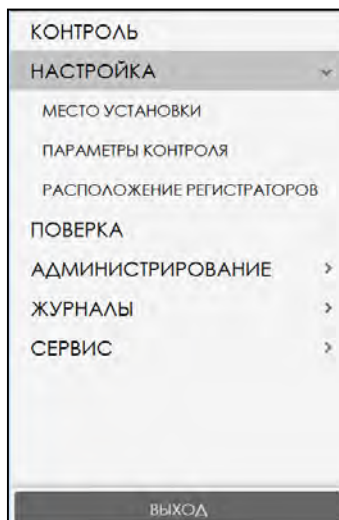 КОНТРОЛЬ
НАСТРОЙКА
МЕСТО УСТАНОВКИ
ПАРАМЕТРЫ КОНТРОЛЯ
РАСПОЛОЖЕНИЕ РЕГИСТРАТОРОВ
ПОВЕРКА
АДМИНИСТРИРОВАНИЕ
ЖУРНАЛЫ
СЕРВИС
ВЫХОД